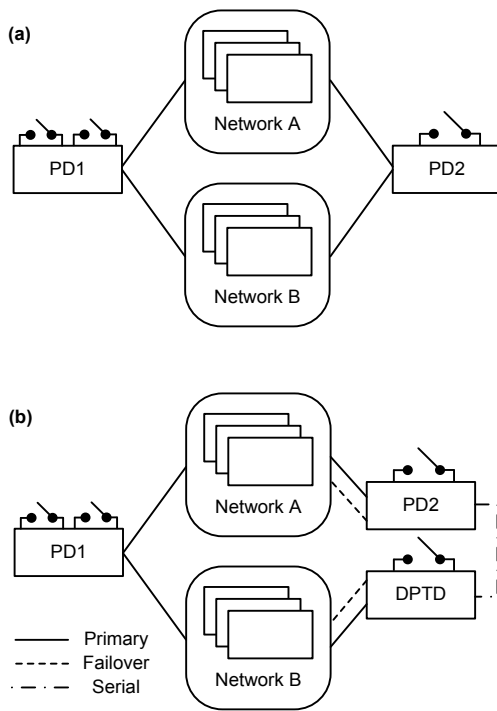 (a)
Network A
PD1
PD2
Network B
(b)
Network A
PD2
PD1
DPTD
Network B
Primary
Failover
Serial